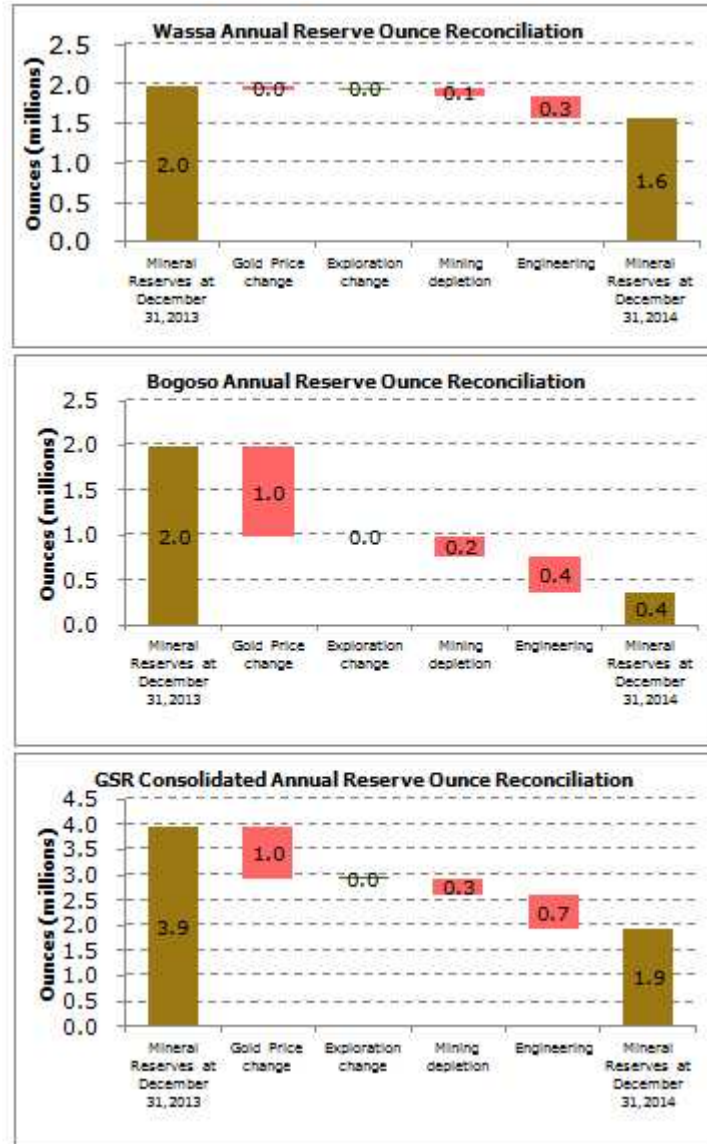 Wassa Annual Reserve Ounce Reconciliation
Ounces (millions)
2.5
2.0
1.5
1.0
0.5
0.0
2.0
0.0
0.0
0.1
0.3
1.6
Mineral
Reserves at
December
31,2013
Gold Price
change
Exploration
change
Mining
depletion
Engineering
Mineral
Reserves at
December
31,2014
Bogoso Annual Reserve Ounce Reconciliation
Ounces (millions)
2.5
2.0
1.5
1.0
0.5
0.0
2.0
1.0
0.0
0.2
0.4
0.4
Mineral
Reserves at
December
31,2013
Gold Price
change
Exploration
change
Mining
depletion
Engineering
Mineral
Reserves at
December
31,2014
GSR Consolidated Annual Reserve Ounce Reconciliation
Ounces (millions)
4.5
4.0
3.5
3.0
2.5
2.0
1.5
1.0
0.5
0.0
3.9
1.0
0.0
0.3
0.7
1.9
Mineral
Reserves at
December
31,2013
Gold Price
change
Exploration
change
Mining
depletion
Engineering
Mineral
Reserves at
December
31,2014